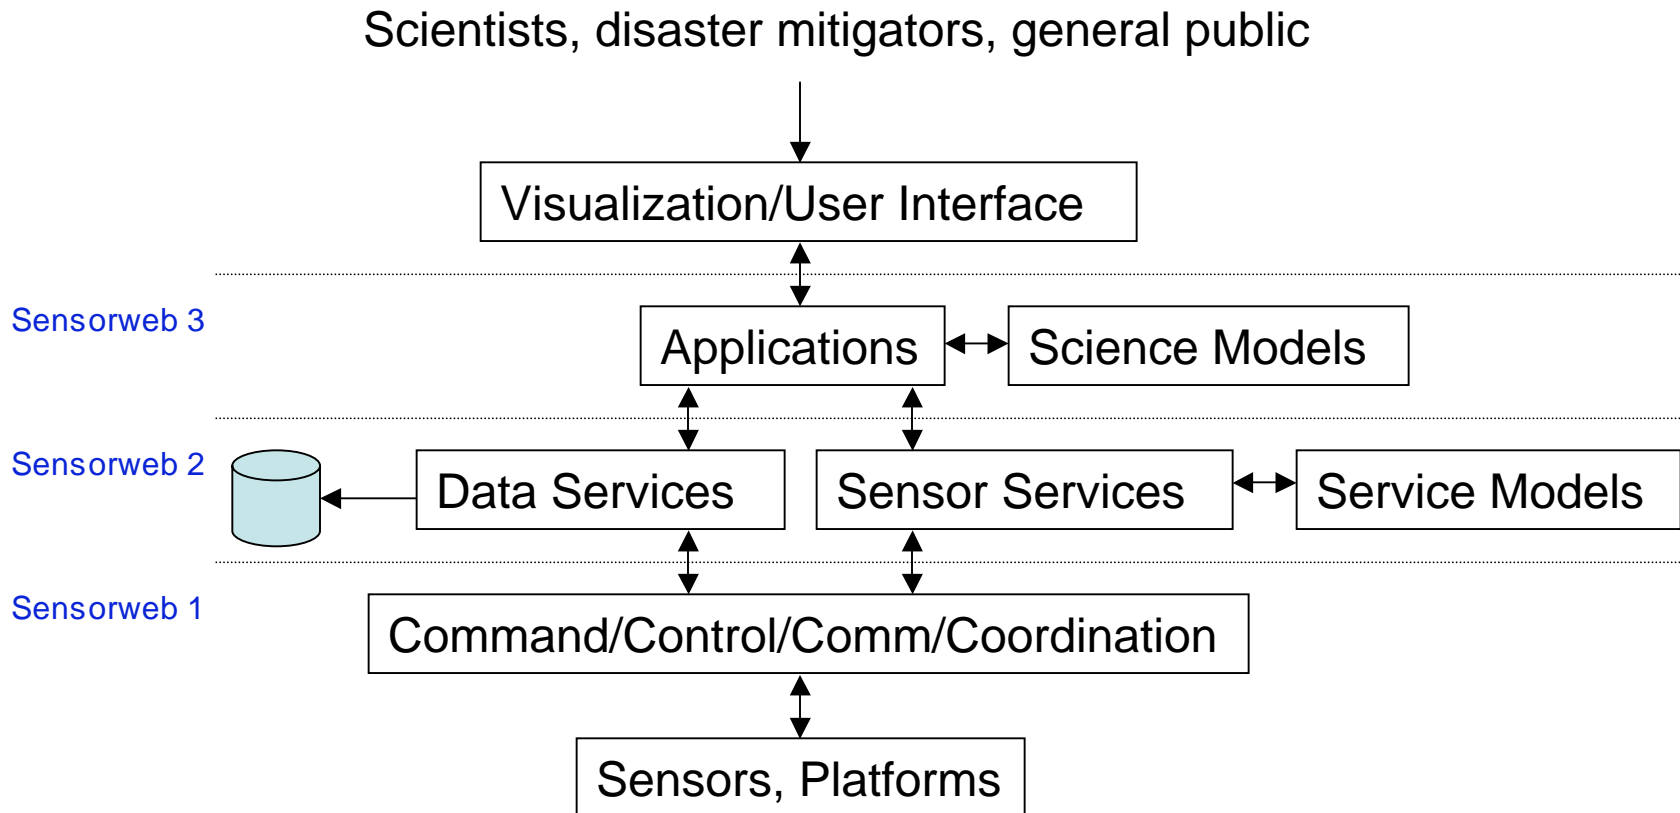 Scientists, disaster mitigators, general public
Visualization/User Interface
Sensorweb 3
Applications
Science Models
Sensorweb 2
Data Services
Sensor Services
Service Models
Sensorweb 1
Command/Control/Comm/Coordination
Sensors, Platforms